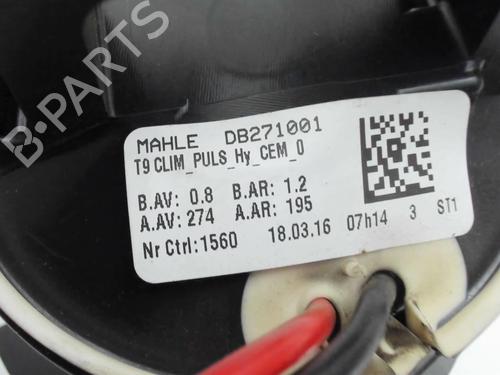 MAHLE DB271001
T9 CLIM_PULS_Hy_CEM_0
B.AV: 0.8 B.AR: 1.2
A.AV: 274 A.AR: 195
Nr Ctrl:1560 18.03.16 07h14 3 ST1
B-PARTS